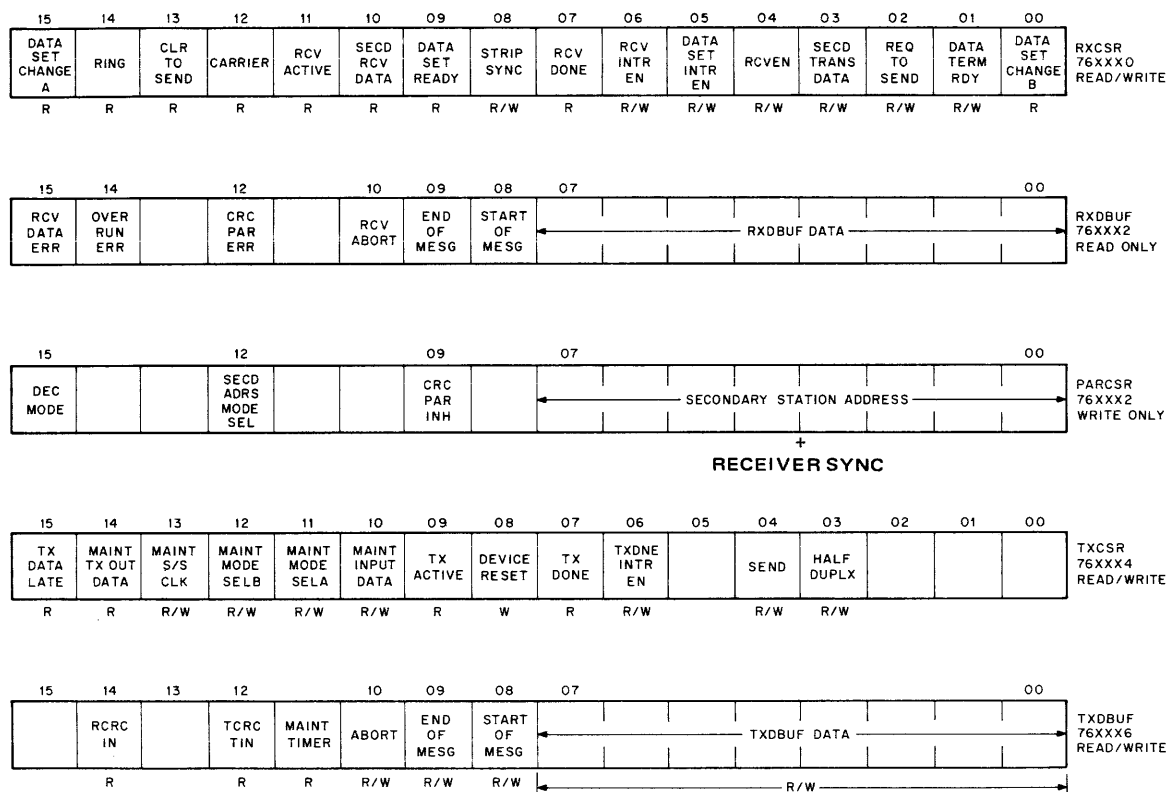 15 14 13 12 11 10 09 08 07 06 05 04 03 02 01 00
DATA SET CHANGE A
RING
CLR TO SEND
CARRIER
RCV ACTIVE
SECD RCV DATA
DATA SET READY
STRIP SYNC
RCV DONE
RCV INTR EN
DATA SET INTR EN
RCVEN
SECD TRANS DATA
REQ TO SEND
DATA TERM RDY
DATA SET CHANGE B
RXCSR
76XXX0
READ/WRITE
R R R R R R R R/W R R/W R/W R/W R/W R/W R/W R
15 14 12 10 09 08 07 00
RCV DATA ERR
OVER RUN ERR
CRC PAR ERR
RCV ABORT
END OF MESG
START OF MESG
RXDBUF DATA
RXDBUF
76XXX2
READ ONLY
15 12 09 07 00
DEC MODE
SECD ADRS MODE SEL
CRC PAR INH
SECONDARY STATION ADDRESS
PARCSR
76XXX2
WRITE ONLY
+
RECEIVER SYNC
15 14 13 12 11 10 09 08 07 06 05 04 03 02 01 00
TX DATA LATE
MAINT TX OUT DATA
MAINT S/S CLK
MAINT MODE SELB
MAINT MODE SELA
MAINT INPUT DATA
TX ACTIVE
DEVICE RESET
TX DONE
TXDNE INTR EN
SEND
HALF DUPLX
TXCSR
76XXX4
READ/WRITE
R R R/W R/W R/W R/W R W R R/W R/W R/W
15 14 13 12 10 09 08 07 00
RCRC IN
TCRC TIN
MAINT TIMER
ABORT
END OF MESG
START OF MESG
TXDBUF DATA
TXDBUF
76XXX6
READ/WRITE
R R R R/W R/W R/W R/W